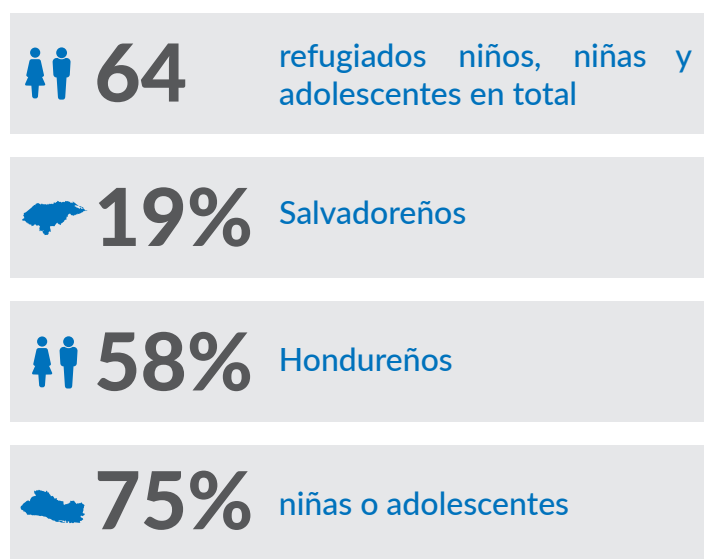 64 refugiados niños, niñas y
adolescentes en total
19% Salvadoreños
58% Hondureños
75% niñas o adolescentes